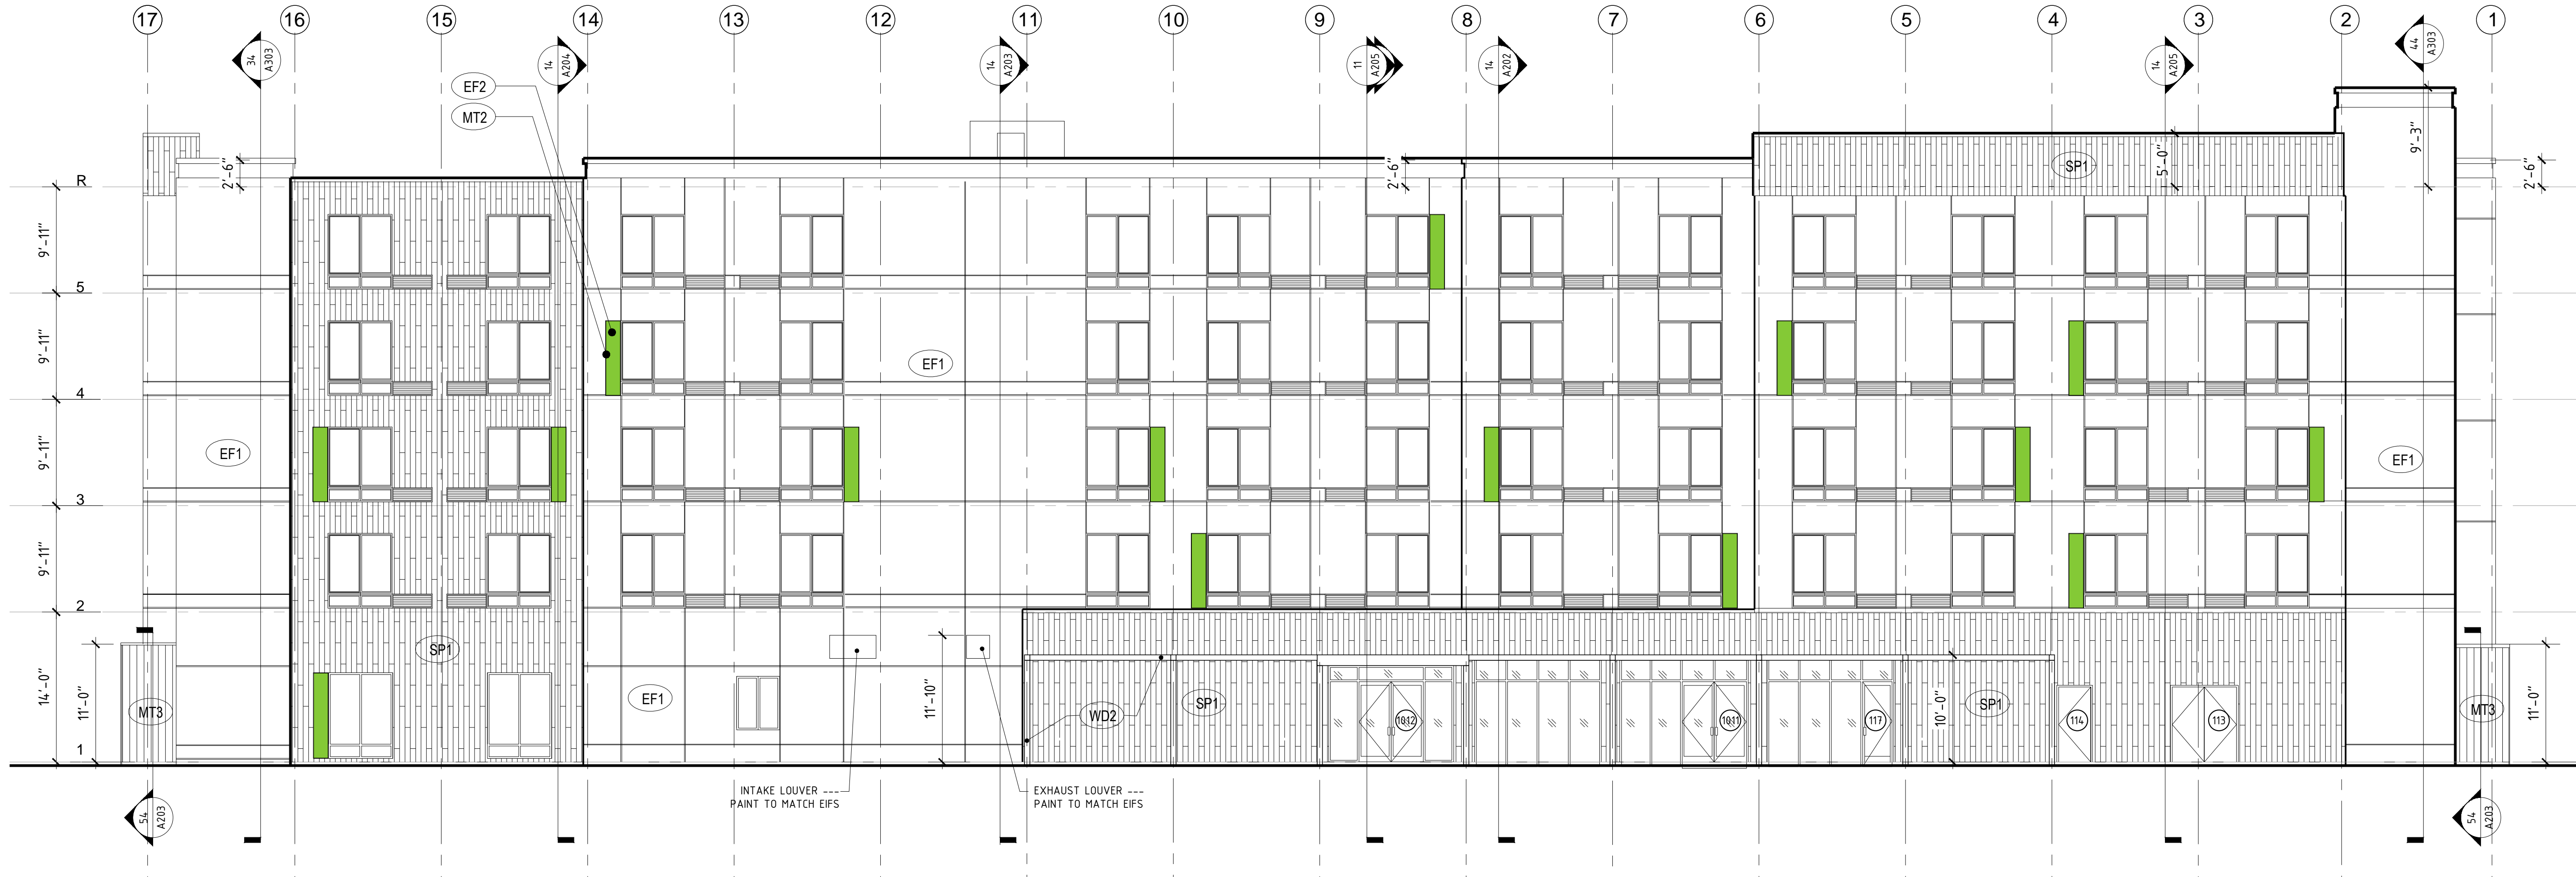 17 16 15 14 13 12 11 10 9 8 7 6 5 4 3 2 1
34
A303
14
A204
14
A203
11
A205
14
A202
14
A205
44
A303
EF2
MT2
2'-6"
2'-6"
SP1
5'-0"
9'-3"
2'-6"
R
9'-11"
5
9'-11"
EF1
4
9'-11"
EF1
EF1
3
9'-11"
2
14'-0"
11'-0"
MT3
SP1
EF1
11'-10"
WD2
SP1
1012
1011
117
10'-0"
SP1
114
113
MT3
11'-0"
1
INTAKE LOUVER
PAINT TO MATCH EIFS
EXHAUST LOUVER
PAINT TO MATCH EIFS
54
A203
54
A203